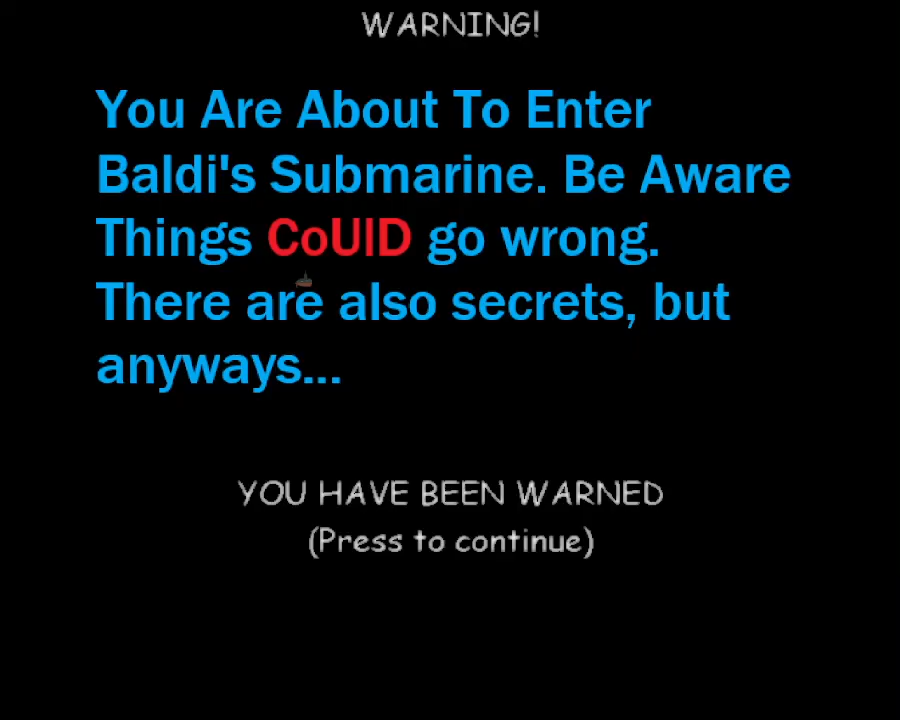 WARNING!
You Are About To Enter
Baldi's Submarine. Be Aware
Things CoUlD go wrong.
There are also secrets, but
anyways...
YOU HAVE BEEN WARNED
(Press to continue)